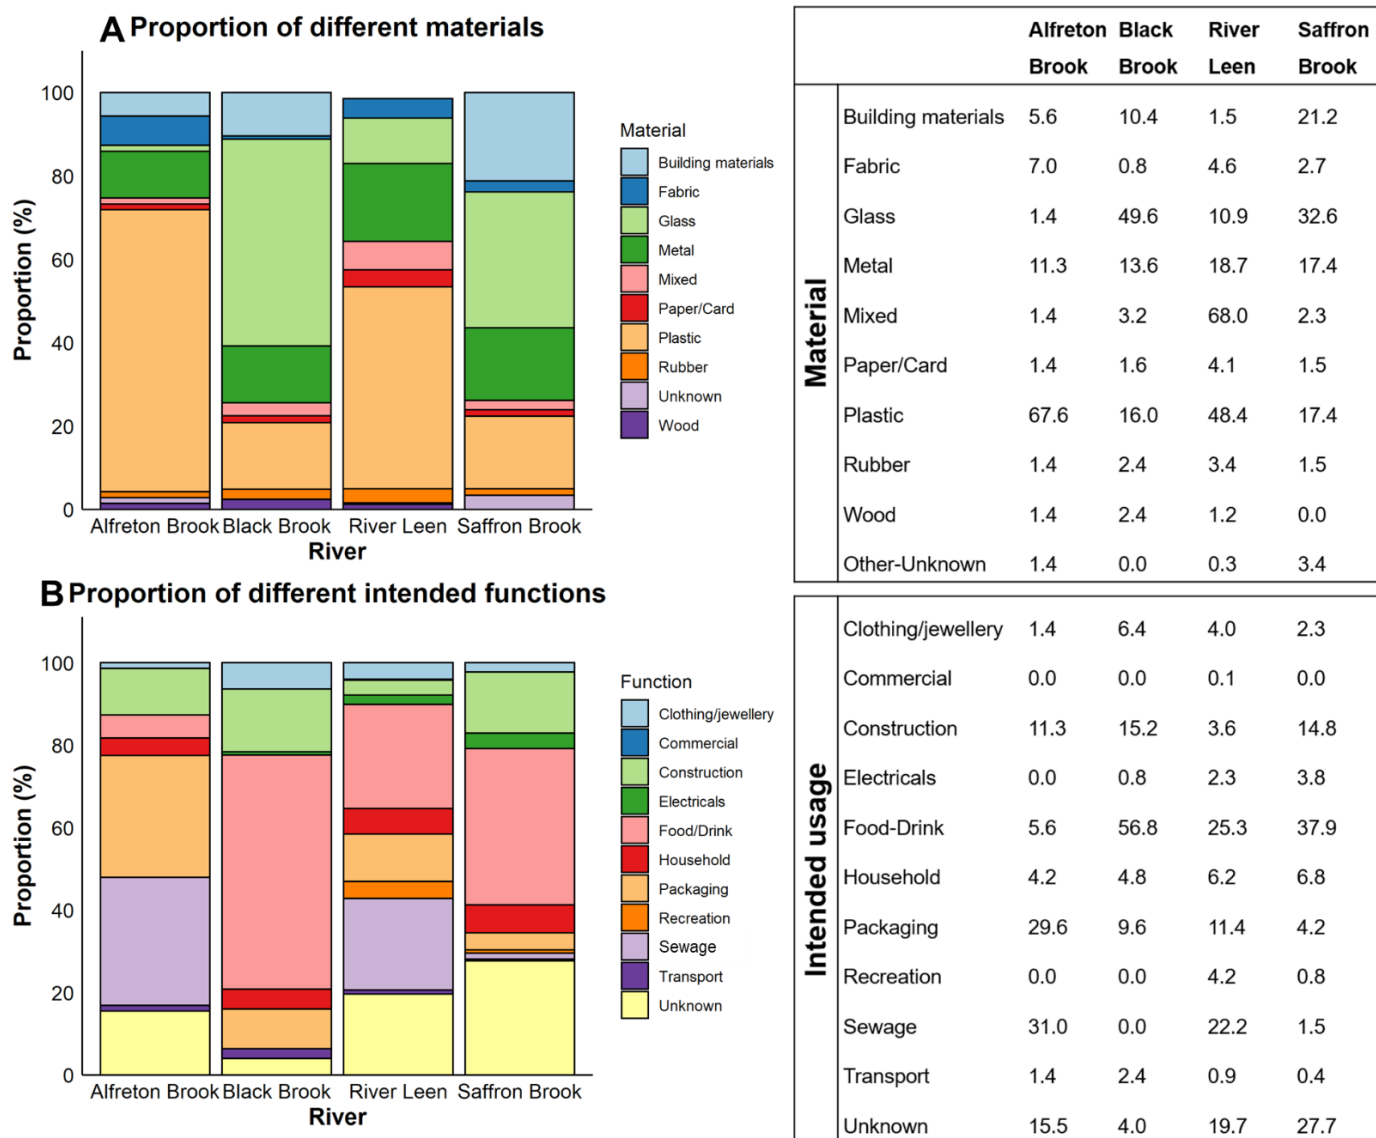 A Proportion of different materials
Proportion (%)
100
80
60
40
20
0
Alfreton Brook Black Brook River Leen Saffron Brook
River
Material
Building materials
Fabric
Glass
Metal
Mixed
Paper/Card
Plastic
Rubber
Unknown
Wood
B Proportion of different intended functions
Proportion (%)
100
80
60
40
20
0
Alfreton Brook Black Brook River Leen Saffron Brook
River
Function
Clothing/jewellery
Commercial
Construction
Electricals
Food/Drink
Household
Packaging
Recreation
Sewage
Transport
Unknown
Alfreton Black River Saffron
Brook Brook Leen Brook
Material
Building materials 5.6 10.4 1.5 21.2
Fabric 7.0 0.8 4.6 2.7
Glass 1.4 49.6 10.9 32.6
Metal 11.3 13.6 18.7 17.4
Mixed 1.4 3.2 68.0 2.3
Paper/Card 1.4 1.6 4.1 1.5
Plastic 67.6 16.0 48.4 17.4
Rubber 1.4 2.4 3.4 1.5
Wood 1.4 2.4 1.2 0.0
Other-Unknown 1.4 0.0 0.3 3.4
Intended usage
Clothing/jewellery 1.4 6.4 4.0 2.3
Commercial 0.0 0.0 0.1 0.0
Construction 11.3 15.2 3.6 14.8
Electricals 0.0 0.8 2.3 3.8
Food-Drink 5.6 56.8 25.3 37.9
Household 4.2 4.8 6.2 6.8
Packaging 29.6 9.6 11.4 4.2
Recreation 0.0 0.0 4.2 0.8
Sewage 31.0 0.0 22.2 1.5
Transport 1.4 2.4 0.9 0.4
Unknown 15.5 4.0 19.7 27.7